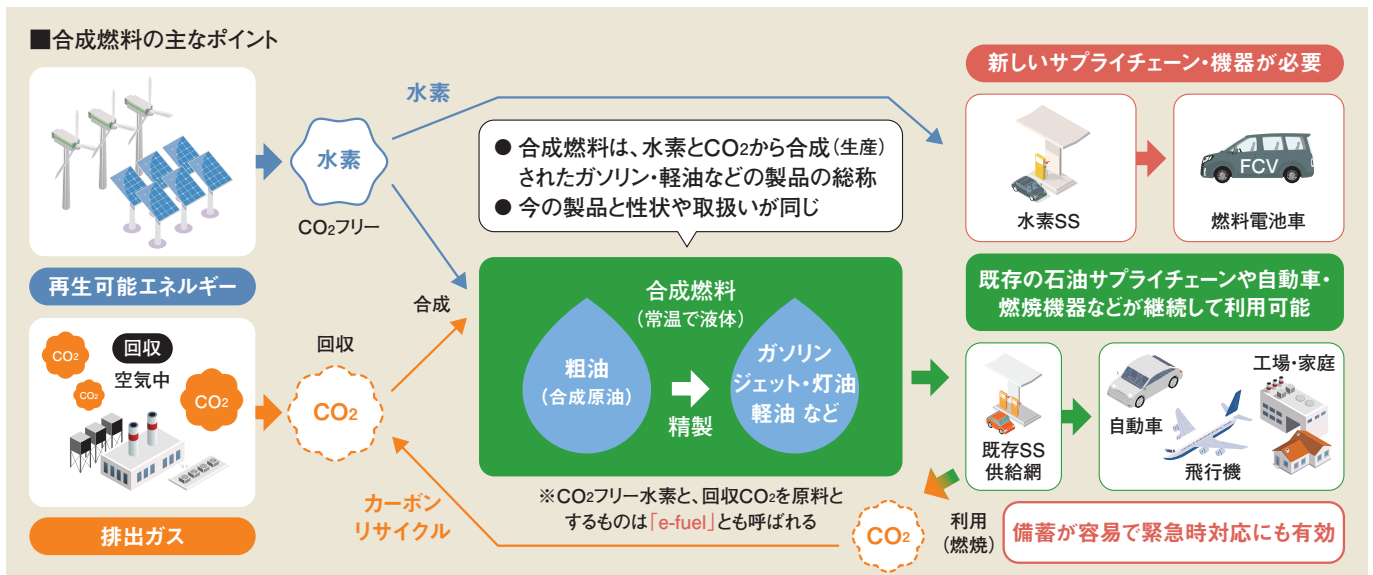 ■合成燃料の主なポイント
水素
CO2フリー
再生可能エネルギー
CO2
CO2
CO2
回収
空気中
排出ガス
回収
CO2
水素
合成
● 合成燃料は、水素とCO2から合成（生産）
されたガソリン・軽油などの製品の総称
● 今の製品と性状や取扱いが同じ
合成燃料
（常温で液体）
粗油
（合成原油）
精製
ガソリン
ジェット・灯油
軽油 など
※CO2フリー水素と、回収CO2を原料と
するものは「e-fuel」とも呼ばれる
カーボン
リサイクル
CO2
利用
（燃焼）
新しいサプライチェーン・機器が必要
水素SS
FCV
燃料電池車
既存の石油サプライチェーンや自動車・
燃焼機器などが継続して利用可能
既存SS
供給網
自動車
飛行機
工場・家庭
備蓄が容易で緊急時対応にも有効